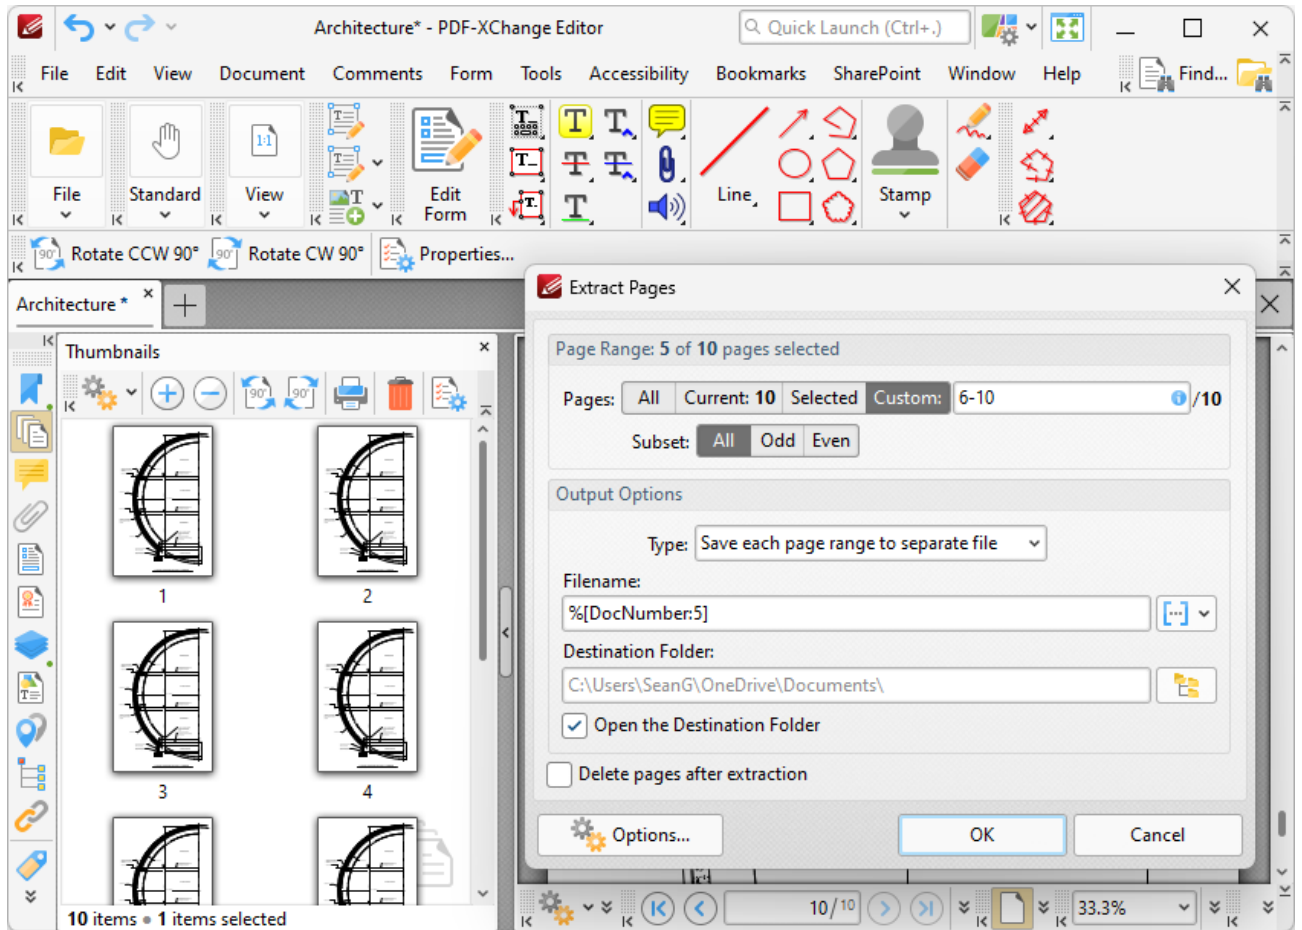 Architecture* - PDF-XChange Editor
Quick Launch (Ctrl+.)
File Edit View Document Comments Form Tools Accessibility Bookmarks SharePoint Window Help
Find...
1:1
File
Standard
View
Edit
Form
Line
Stamp
90° Rotate CCW 90° 90° Rotate CW 90° Properties...
Architecture *
Extract Pages
Thumbnails
Page Range: 5 of 10 pages selected
Pages: All Current: 10 Selected Custom: 6-10 /10
Subset: All Odd Even
Output Options
Type: Save each page range to separate file
Filename:
%[DocNumber:5]
Destination Folder:
C:\Users\SeanG\OneDrive\Documents\
Open the Destination Folder
Delete pages after extraction
Options... OK Cancel
1 2
3 4
10 items • 1 items selected
10/10
33.3%